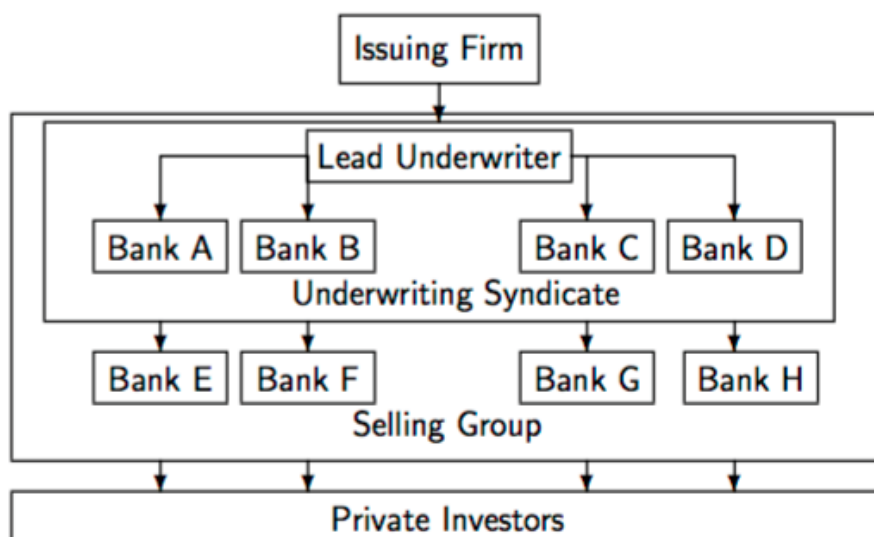 Issuing Firm
Lead Underwriter
Bank A Bank B Bank C Bank D
Underwriting Syndicate
Bank E Bank F Bank G Bank H
Selling Group
Private Investors